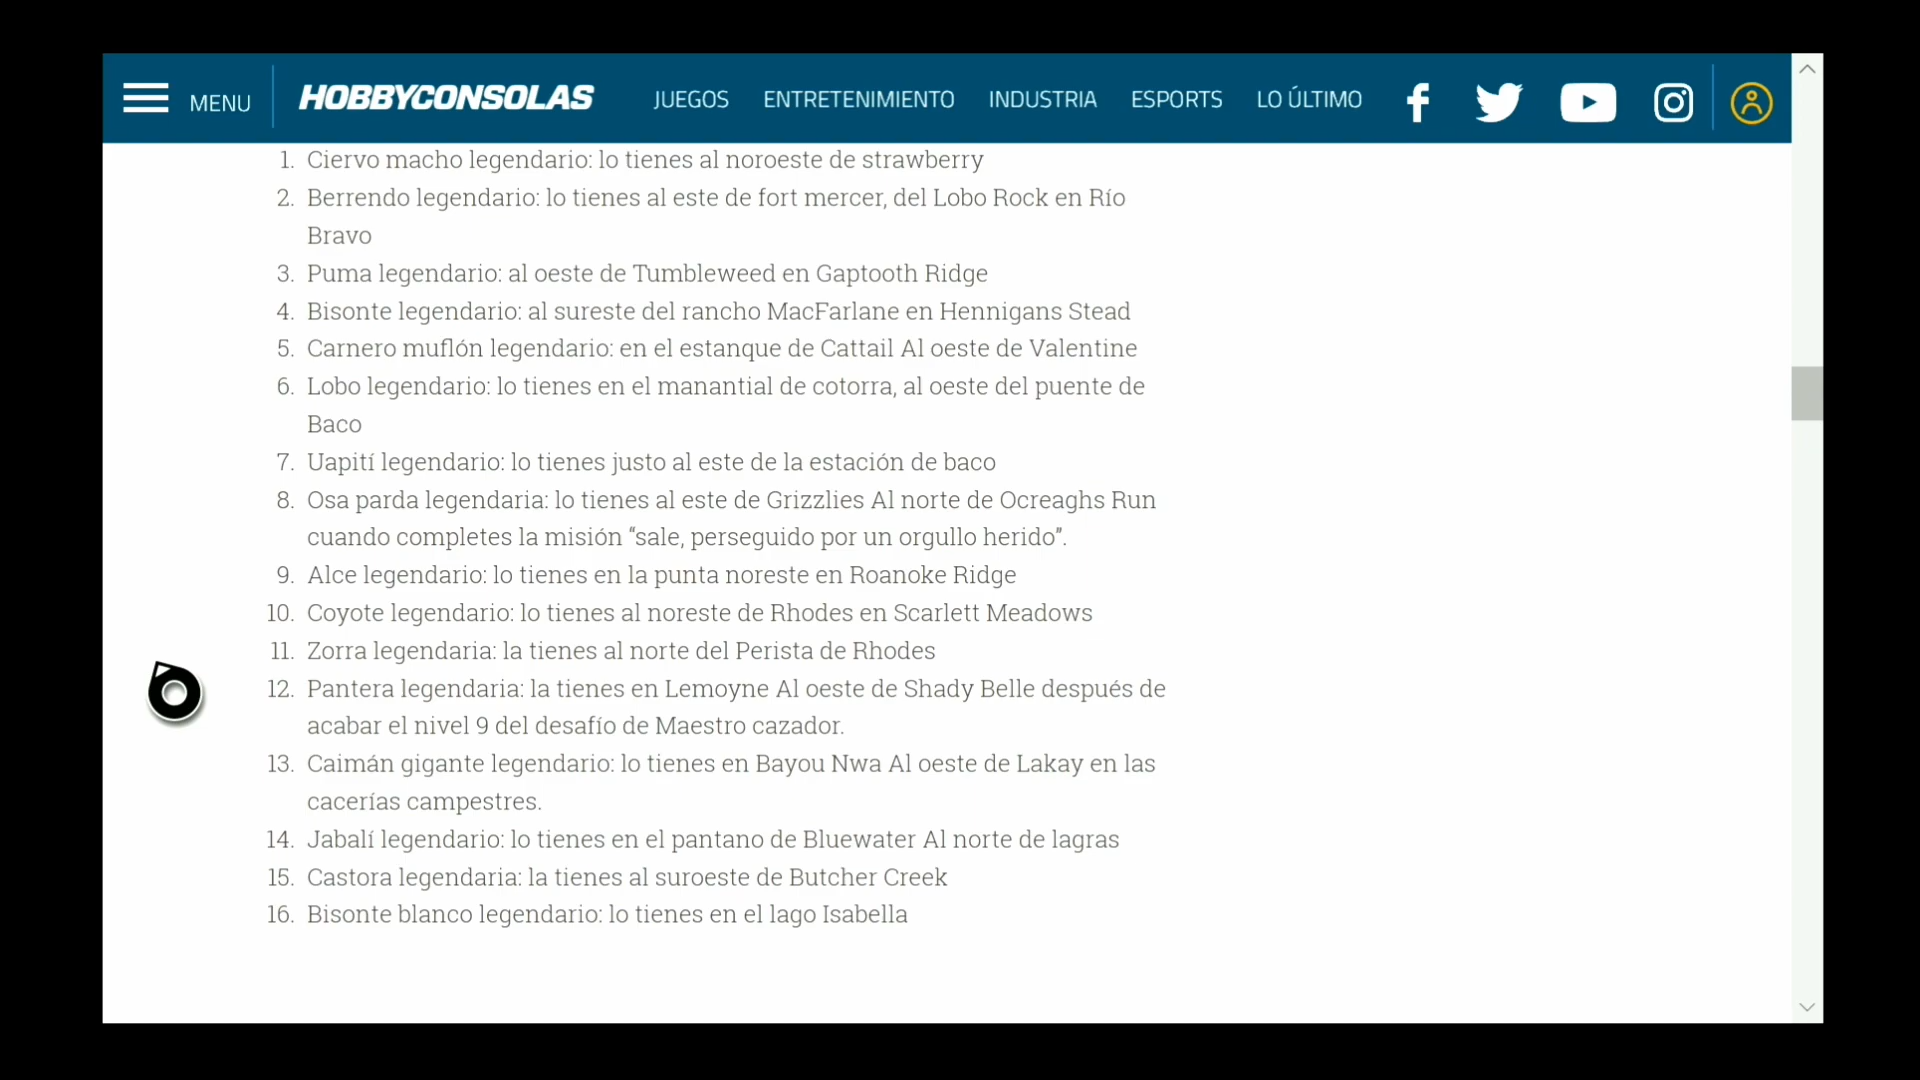 MENU HOBBYCONSOLAS JUEGOS ENTRETENIMIENTO INDUSTRIA ESPORTS LO ÚLTIMO
1. Ciervo macho legendario: lo tienes al noroeste de strawberry
2. Berrendo legendario: lo tienes al este de fort mercer, del Lobo Rock en Río
Bravo
3. Puma legendario: al oeste de Tumbleweed en Gaptooth Ridge
4. Bisonte legendario: al sureste del rancho MacFarlane en Hennigans Stead
5. Carnero muflón legendario: en el estanque de Cattail Al oeste de Valentine
6. Lobo legendario: lo tienes en el manantial de cotorra, al oeste del puente de
Baco
7. Uapití legendario: lo tienes justo al este de la estación de baco
8. Osa parda legendaria: lo tienes al este de Grizzlies Al norte de Ocreaghs Run
cuando completes la misión “sale, perseguido por un orgullo herido”.
9. Alce legendario: lo tienes en la punta noreste en Roanoke Ridge
10. Coyote legendario: lo tienes al noreste de Rhodes en Scarlett Meadows
11. Zorra legendaria: la tienes al norte del Perista de Rhodes
12. Pantera legendaria: la tienes en Lemoyne Al oeste de Shady Belle después de
acabar el nivel 9 del desafío de Maestro cazador.
13. Caimán gigante legendario: lo tienes en Bayou Nwa Al oeste de Lakay en las
cacerías campestres.
14. Jabalí legendario: lo tienes en el pantano de Bluewater Al norte de lagras
15. Castora legendaria: la tienes al suroeste de Butcher Creek
16. Bisonte blanco legendario: lo tienes en el lago Isabella